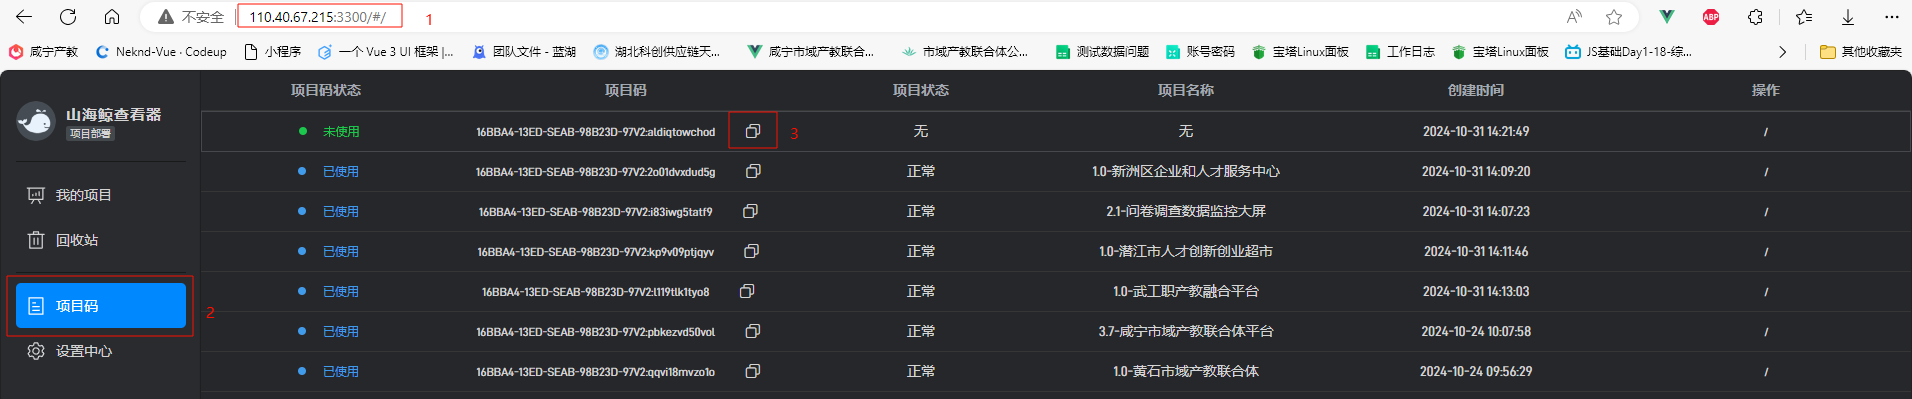 不安全 110.40.67.215:3300/#/ 1
咸宁产教 Neknd-Vue · Codeup 小程序 一个 Vue 3 UI 框架 |... 团队文件 - 蓝湖 湖北科创供应链天... 咸宁市域产教联合... 市域产教联合体公... 测试数据问题 账号密码 宝塔Linux面板 工作日志 宝塔Linux面板 JS基础Day1-18-综... 其他收藏夹
山海鲸查看器
项目部署
我的项目
回收站
项目码
2
设置中心
项目码状态 项目码 项目状态 项目名称 创建时间 操作
未使用 16BBA4-13ED-SEAB-98B23D-97V2:aldiqtowchod 3 无 无 2024-10-31 14:21:49 /
已使用 16BBA4-13ED-SEAB-98B23D-97V2:2o01dvxdud5g 正常 1.0-新洲区企业和人才服务中心 2024-10-31 14:09:20 /
已使用 16BBA4-13ED-SEAB-98B23D-97V2:i83iwg5tatf9 正常 2.1-问卷调查数据监控大屏 2024-10-31 14:07:23 /
已使用 16BBA4-13ED-SEAB-98B23D-97V2:kp9v09ptjqyv 正常 1.0-潜江市人才创新创业超市 2024-10-31 14:11:46 /
已使用 16BBA4-13ED-SEAB-98B23D-97V2:l119tlk1tyo8 正常 1.0-武工职产教融合平台 2024-10-31 14:13:03 /
已使用 16BBA4-13ED-SEAB-98B23D-97V2:pbkezvd50vol 正常 3.7-咸宁市域产教联合体平台 2024-10-24 10:07:58 /
已使用 16BBA4-13ED-SEAB-98B23D-97V2:qqvi18mvzo1o 正常 1.0-黄石市域产教联合体 2024-10-24 09:56:29 /